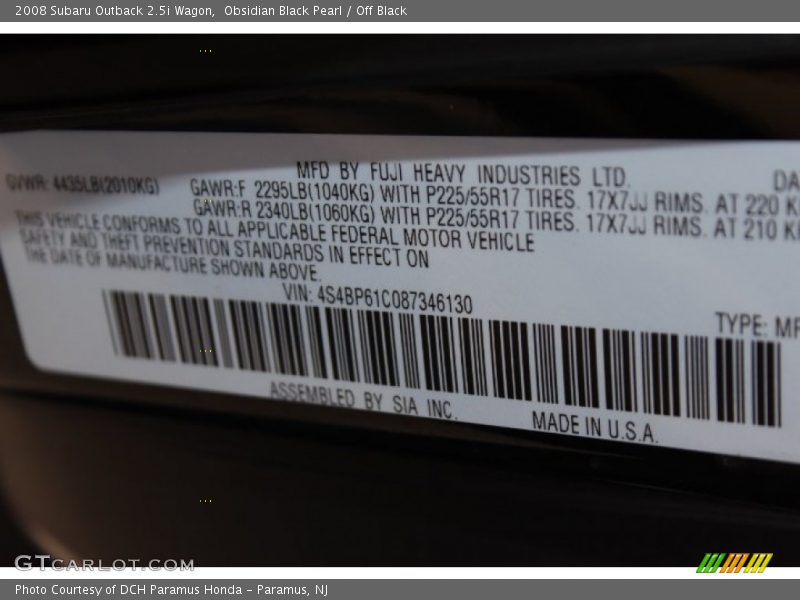 2008 Subaru Outback 2.5i Wagon, Obsidian Black Pearl / Off Black
MFD BY FUJI HEAVY INDUSTRIES LTD.
GVWR: 4435LB(2010KG)
GAWR:F 2295LB(1040KG) WITH P225/55R17 TIRES. 17X7JJ RIMS. AT 220
GAWR:R 2340LB(1060KG) WITH P225/55R17 TIRES. 17X7JJ RIMS. AT 210
THIS VEHICLE CONFORMS TO ALL APPLICABLE FEDERAL MOTOR VEHICLE
SAFETY AND THEFT PREVENTION STANDARDS IN EFFECT ON
THE DATE OF MANUFACTURE SHOWN ABOVE.
VIN: 4S4BP61C087346130
TYPE:
ASSEMBLED BY SIA INC.
MADE IN U.S.A.
GTCARLOT.COM
Photo Courtesy of DCH Paramus Honda - Paramus, NJ